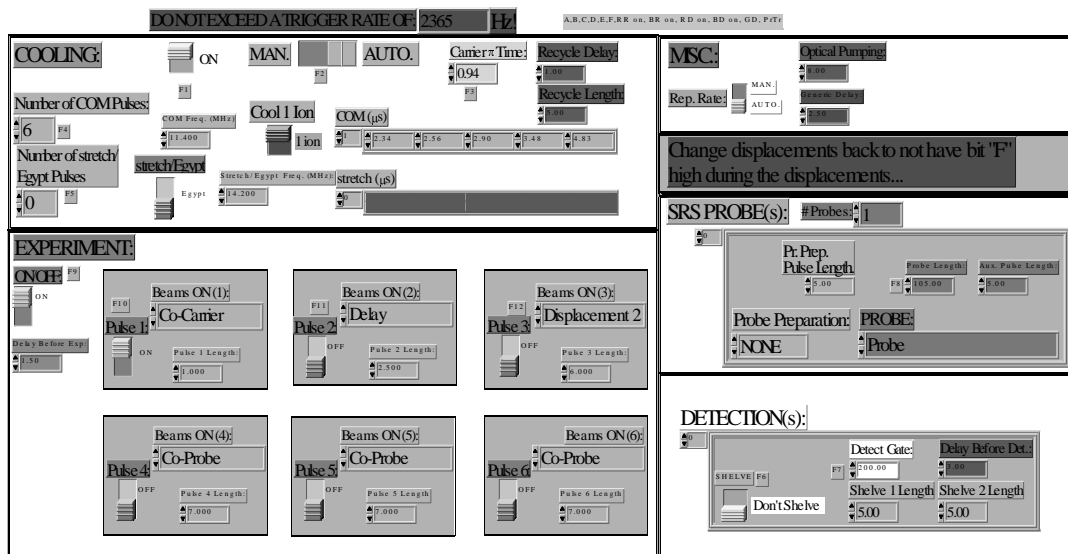 DO NOT EXCEED A TRIGGER RATE OF: 2365 Hz!
A,B,C,D,E,F,RR on, BR on, RD on, BD on, GD, PrTr
COOLING:
ON
F1
MAN. AUTO.
F2
Carrier π Time:
0.94
F3
Recycle Delay:
1.00
Recycle Length:
5.00
Number of COM Pulses:
6 F4
COM Freq. (MHz)
11.400
Cool 1 Ion
1 ion
COM (μs)
1 2.34 2.56 2.90 3.48 4.83
Number of stretch/
Egypt Pulses
0 F5
stretch/Egypt
Egypt
Stretch/Egypt Freq. (MHz):
14.200
stretch (μs)
0
MISC.:
Rep. Rate:
MAN.
AUTO.
Optical Pumping:
8.00
Generic Delay:
2.50
Change displacements back to not have bit "F"
high during the displacements...
SRS PROBE(s):
# Probes: 1
0
Pr. Prep.
Pulse Length.
5.00
F8
Probe Length:
105.00
Aux. Pulse Length:
5.00
Probe Preparation:
NONE
PROBE:
Probe
EXPERIMENT:
ON/OFF: F9
ON
Delay Before Exp:
1.50
F10
Beams ON(1):
Co-Carrier
Pulse 1:
ON
Pulse 1 Length:
1.000
F11
Beams ON(2):
Delay
Pulse 2:
OFF
Pulse 2 Length:
2.500
F12
Beams ON(3)
Displacement 2
Pulse 3:
OFF
Pulse 3 Length:
6.000
Beams ON(4):
Co-Probe
Pulse 4:
OFF
Pulse 4 Length:
7.000
Beams ON(5):
Co-Probe
Pulse 5:
OFF
Pulse 5 Length:
7.000
Beams ON(6):
Co-Probe
Pulse 6:
OFF
Pulse 6 Length:
7.000
DETECTION(s):
0
SHELVE F6
Don't Shelve
F7
Detect Gate:
200.00
Delay Before Det.:
3.00
Shelve 1 Length
5.00
Shelve 2 Length
5.00